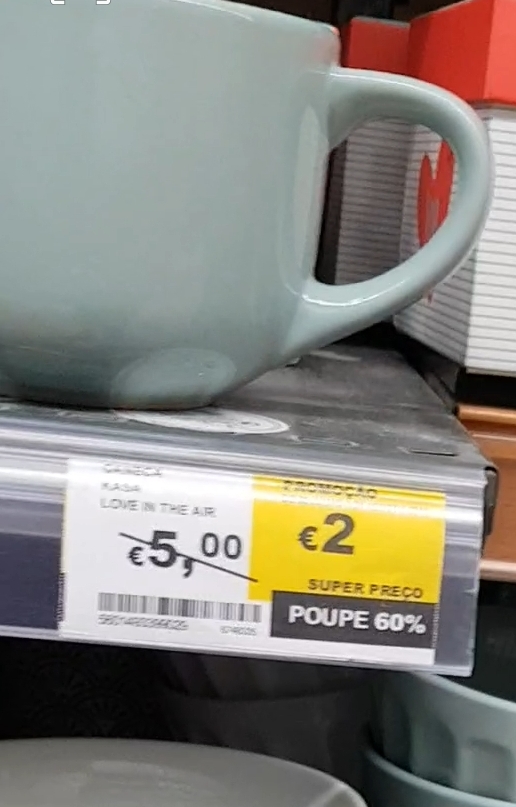 CANECA
KASA
LOVE IN THE AIR
€5,00
PROMOÇÃO
€2
SUPER PREÇO
POUPE 60%